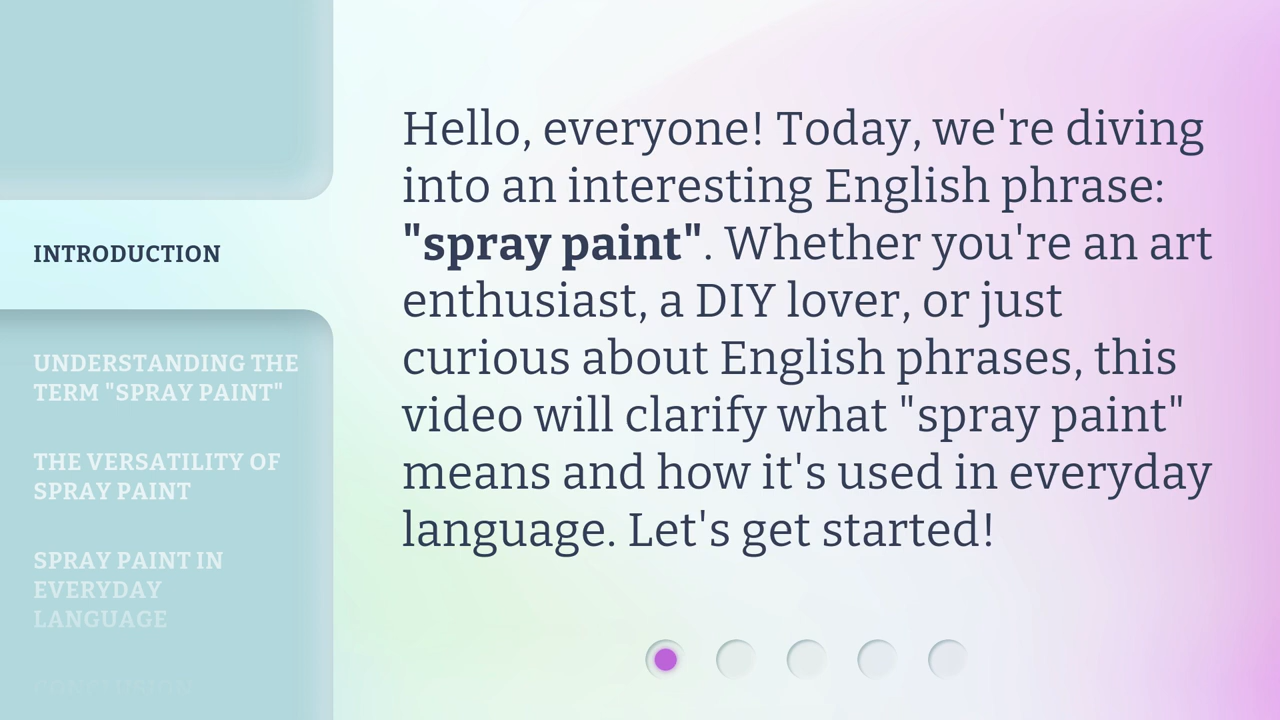 INTRODUCTION
UNDERSTANDING THE
TERM "SPRAY PAINT"
THE VERSATILITY OF
SPRAY PAINT
SPRAY PAINT IN
EVERYDAY
LANGUAGE
CONCLUSION
Hello, everyone! Today, we're diving
into an interesting English phrase:
"spray paint". Whether you're an art
enthusiast, a DIY lover, or just
curious about English phrases, this
video will clarify what "spray paint"
means and how it's used in everyday
language. Let's get started!